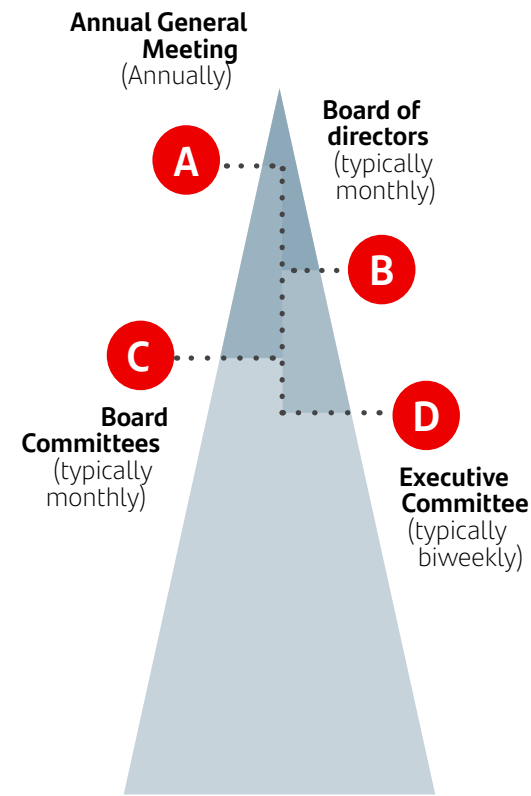 Annual General
Meeting
(Annually)
A
Board of
directors
(typically
monthly)
B
C
Board
Committees
(typically
monthly)
D
Executive
Committee
(typically
biweekly)